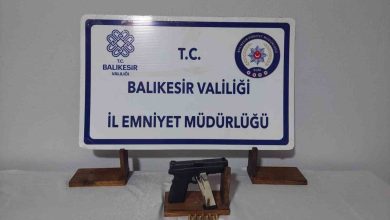 T.C.
BALIKESİR
VALİLİĞİ
T.C.
BALIKESİR VALİLİĞİ
İL EMNİYET MÜDÜRLÜĞÜ